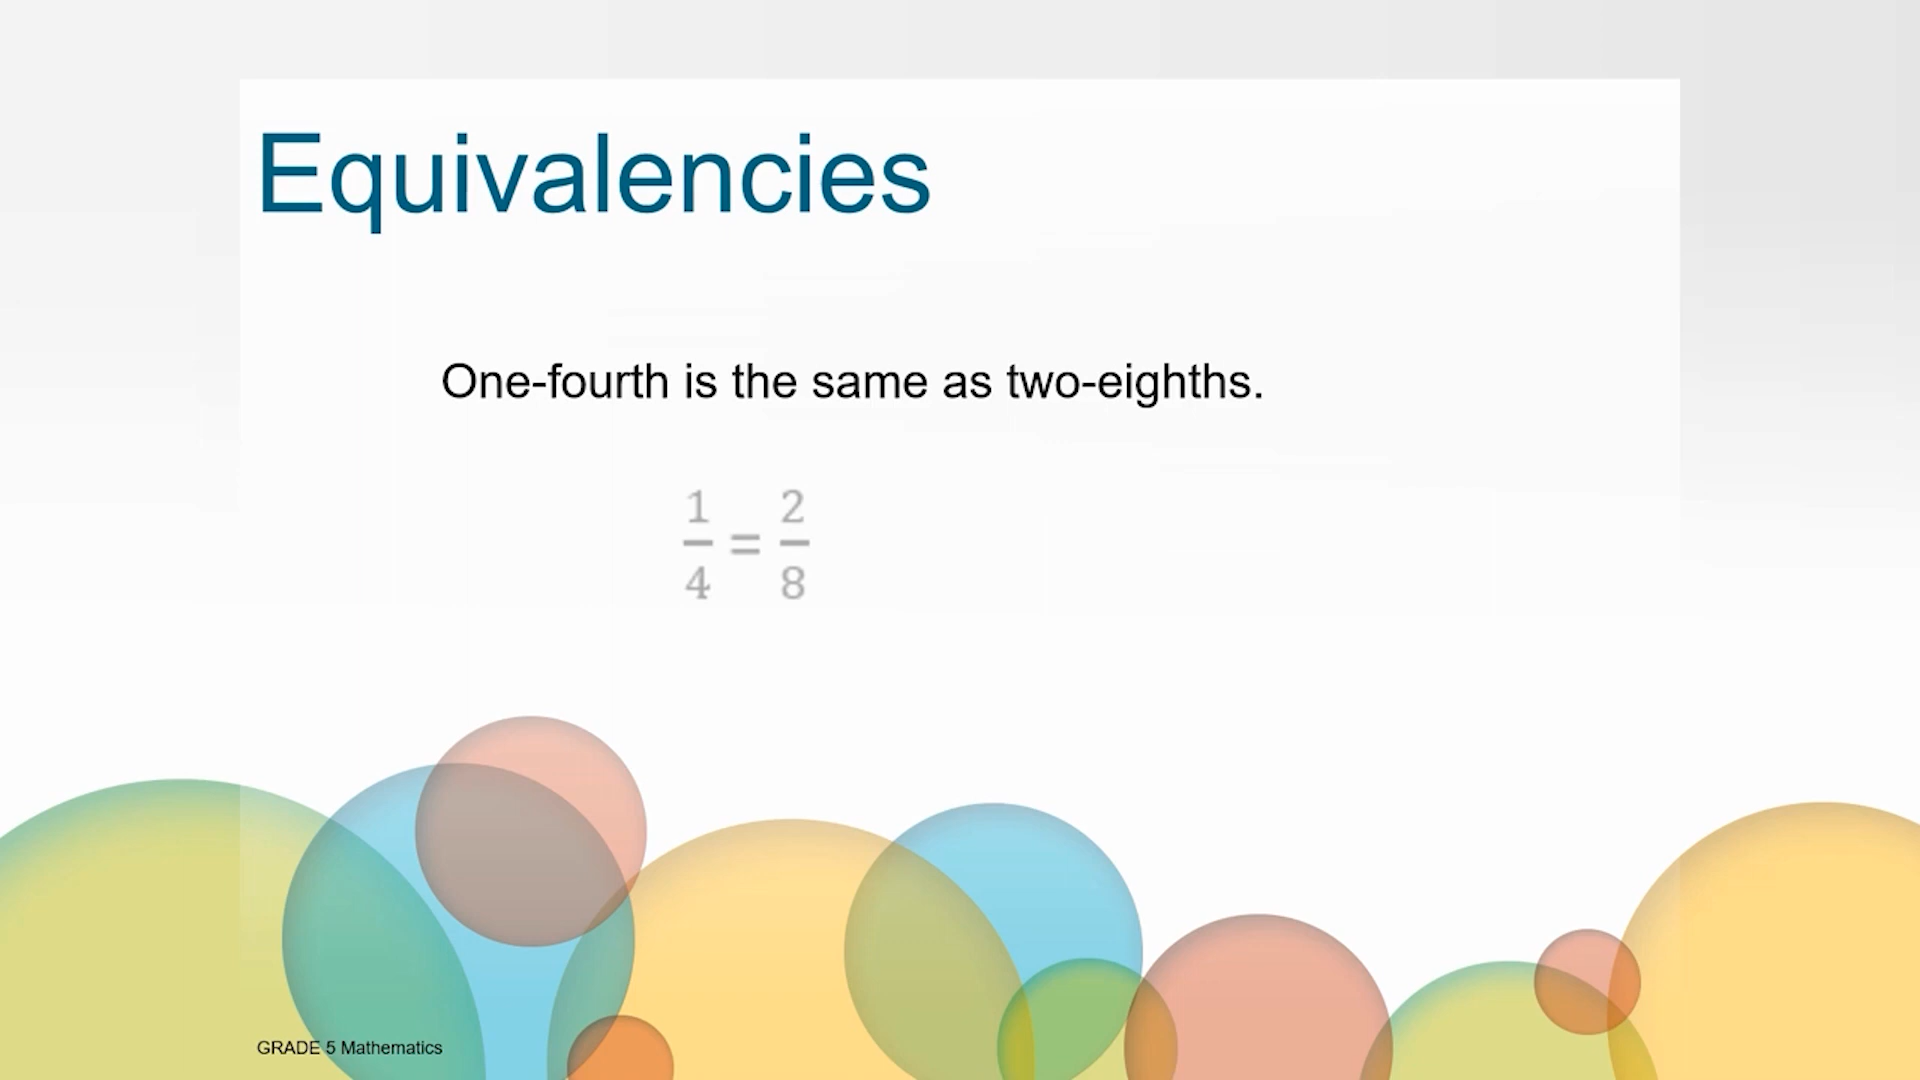 Equivalencies
One-fourth is the same as two-eighths.
1/4 = 2/8
GRADE 5 Mathematics